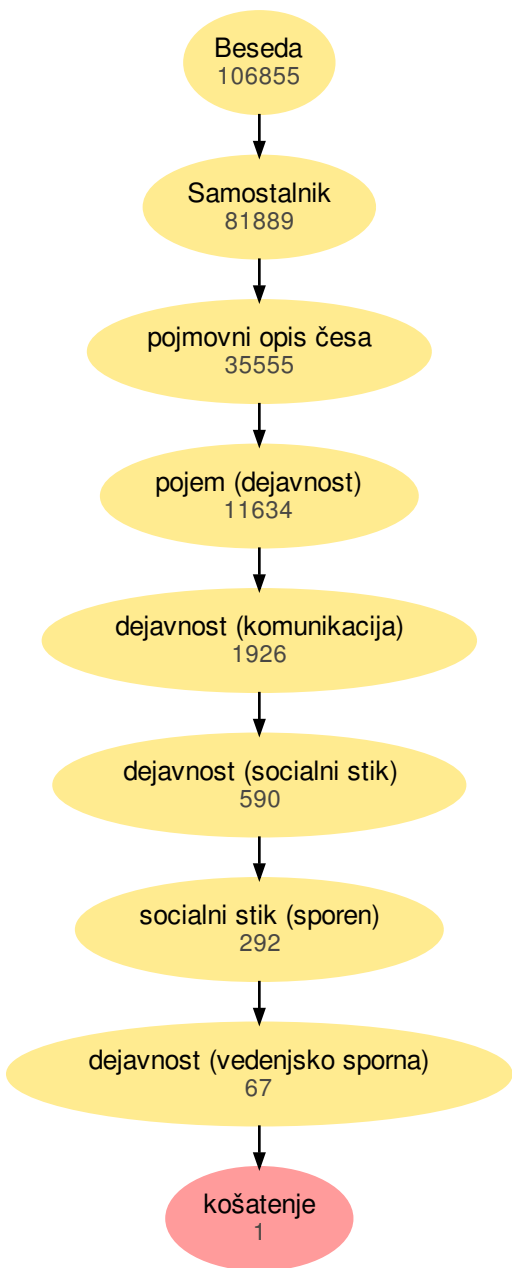 Beseda
106855
Samostalnik
81889
pojmovni opis česa
35555
pojem (dejavnost)
11634
dejavnost (komunikacija)
1926
dejavnost (socialni stik)
590
socialni stik (sporen)
292
dejavnost (vedenjsko sporna)
67
košatenje
1